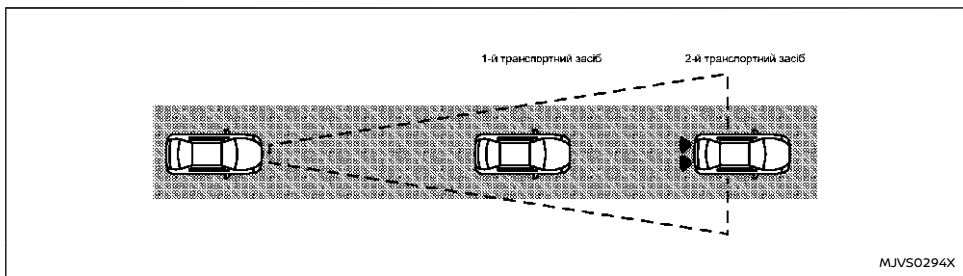 1-й транспортний засіб
2-й транспортний засіб
MJVS0294X